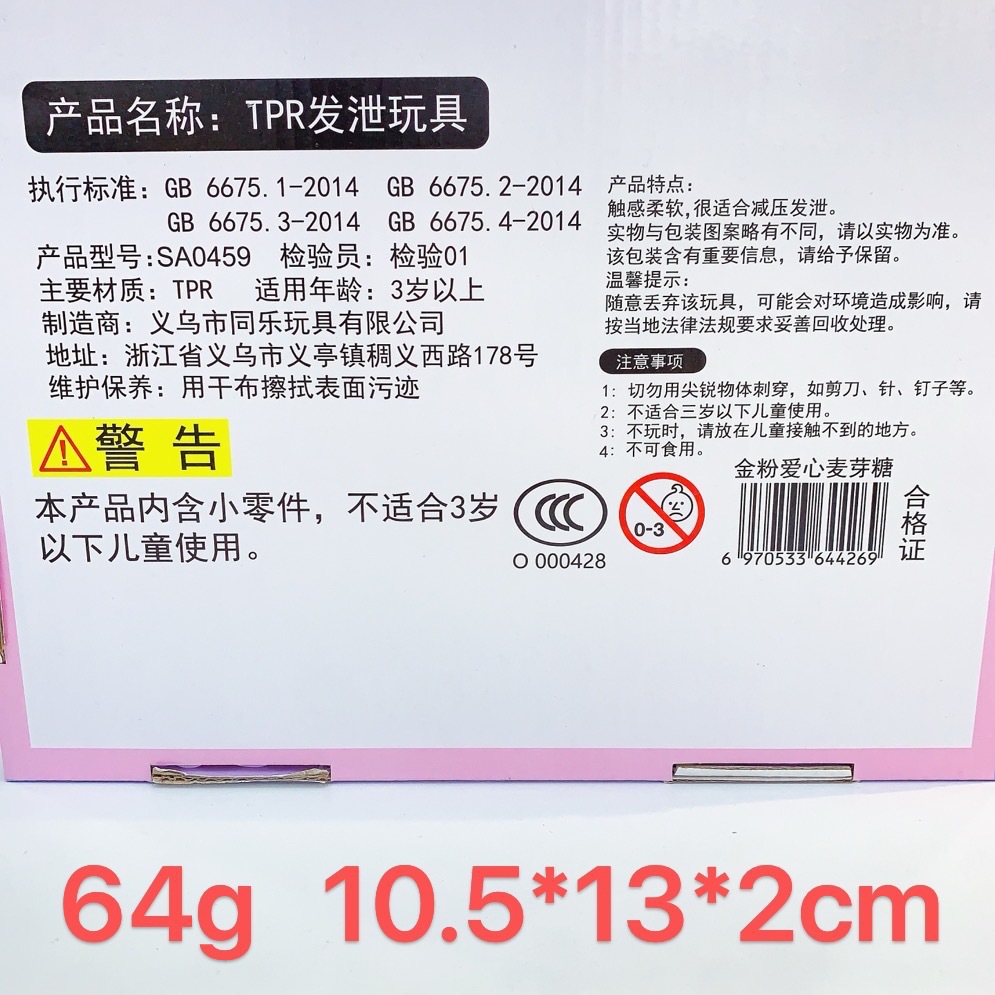 产品名称：TPR发泄玩具
执行标准：GB 6675.1-2014 GB 6675.2-2014
GB 6675.3-2014 GB 6675.4-2014
产品型号:SA0459 检验员：检验01
主要材质：TPR 适用年龄：3岁以上
制造商：义乌市同乐玩具有限公司
地址：浙江省义乌市义亭镇稠义西路178号
维护保养：用干布擦拭表面污迹
警告
本产品内含小零件，不适合3岁
以下儿童使用。
产品特点：
触感柔软,很适合减压发泄。
实物与包装图案略有不同，请以实物为准。
该包装含有重要信息，请给予保留。
温馨提示：
随意丢弃该玩具，可能会对环境造成影响，请
按当地法律法规要求妥善回收处理。
注意事项
1：切勿用尖锐物体刺穿，如剪刀、针、钉子等。
2：不适合三岁以下儿童使用。
3：不玩时，请放在儿童接触不到的地方。
4：不可食用。
CCC
O 000428
0-3
金粉爱心麦芽糖
6 970533 644269
合格证
64g 10.5*13*2cm